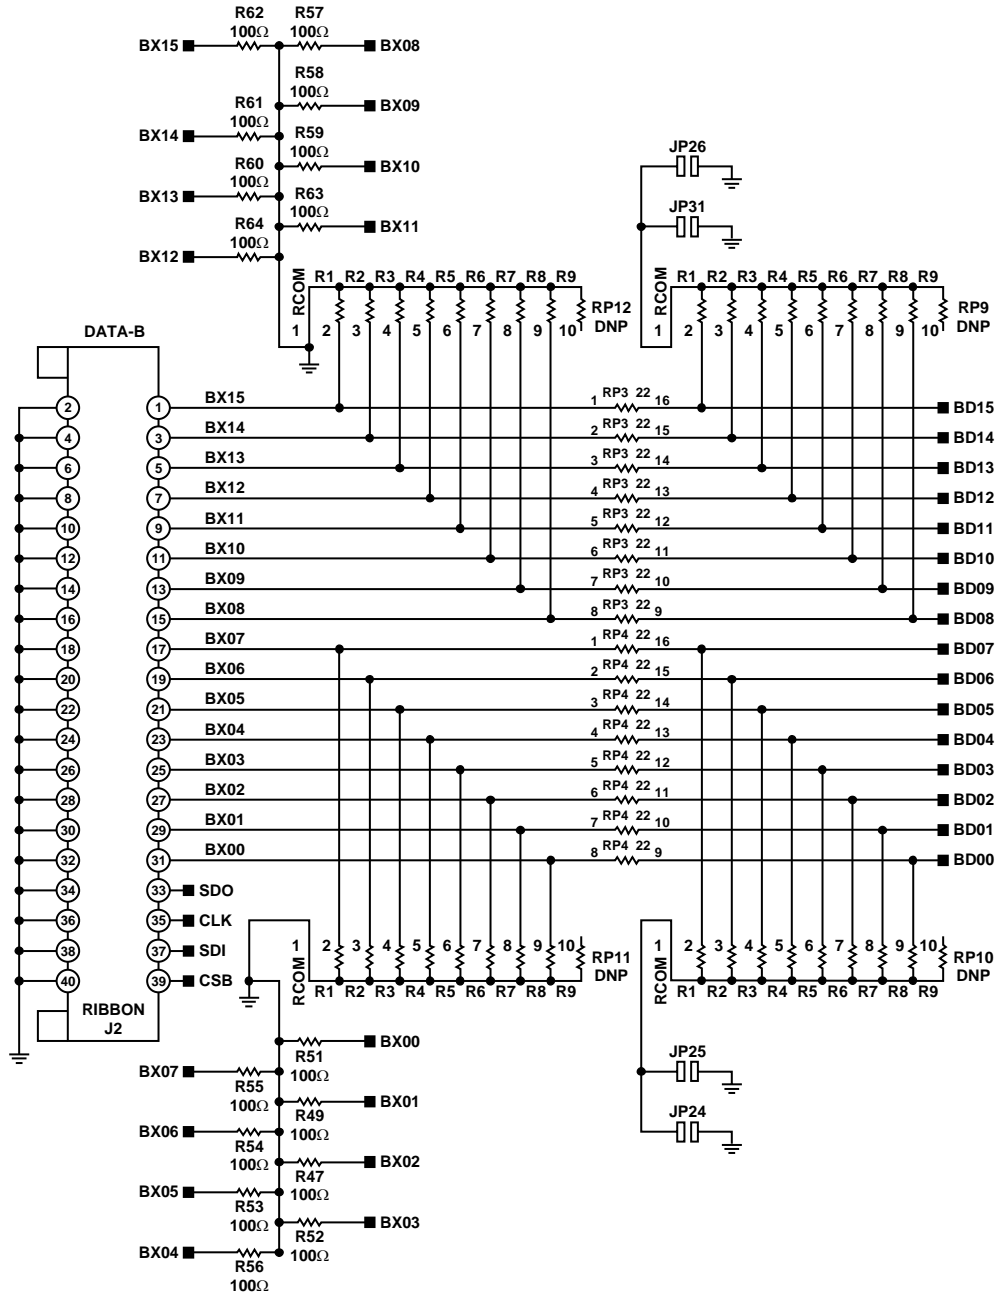 R62 R57
100Ω 100Ω
BX15 BX08
R58
100Ω
BX09
R61
100Ω
BX14
R59
100Ω
BX10
R60
100Ω
BX13
R63
100Ω
BX11
R64
100Ω
BX12
JP26
JP31
RCOM
R1 R2 R3 R4 R5 R6 R7 R8 R9
1 2 3 4 5 6 7 8 9 10
RP12
DNP
RCOM
R1 R2 R3 R4 R5 R6 R7 R8 R9
1 2 3 4 5 6 7 8 9 10
RP9
DNP
DATA-B
2 1 BX15 1 RP3 22 16 BD15
4 3 BX14 2 RP3 22 15 BD14
6 5 BX13 3 RP3 22 14 BD13
8 7 BX12 4 RP3 22 13 BD12
10 9 BX11 5 RP3 22 12 BD11
12 11 BX10 6 RP3 22 11 BD10
14 13 BX09 7 RP3 22 10 BD09
16 15 BX08 8 RP3 22 9 BD08
18 17 BX07 1 RP4 22 16 BD07
20 19 BX06 2 RP4 22 15 BD06
22 21 BX05 3 RP4 22 14 BD05
24 23 BX04 4 RP4 22 13 BD04
26 25 BX03 5 RP4 22 12 BD03
28 27 BX02 6 RP4 22 11 BD02
30 29 BX01 7 RP4 22 10 BD01
32 31 BX00 8 RP4 22 9 BD00
34 33 SDO
36 35 CLK
38 37 SDI
40 39 CSB
RIBBON
J2
RCOM
1 2 3 4 5 6 7 8 9 10
R1 R2 R3 R4 R5 R6 R7 R8 R9
RP11
DNP
RCOM
1 2 3 4 5 6 7 8 9 10
R1 R2 R3 R4 R5 R6 R7 R8 R9
RP10
DNP
BX00
R51
100Ω
BX07
R55
100Ω
BX01
R49
100Ω
BX06
R54
100Ω
BX02
R47
100Ω
BX05
R53
100Ω
BX03
R52
100Ω
BX04
R56
100Ω
JP25
JP24